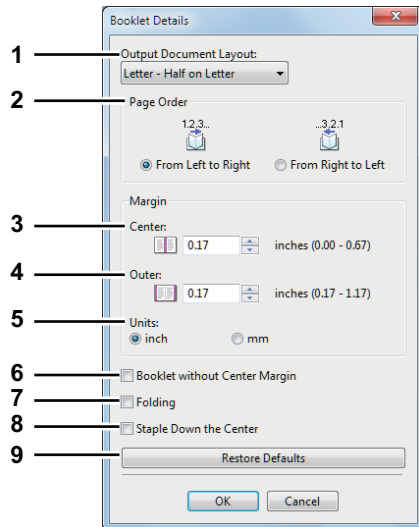 Booklet Details
1 Output Document Layout:
Letter - Half on Letter
2 Page Order
1,2,3... ...3,2,1
From Left to Right From Right to Left
Margin
3 Center:
0.17 inches (0.00 - 0.67)
4 Outer:
0.17 inches (0.17 - 1.17)
5 Units:
inch mm
6 Booklet without Center Margin
7 Folding
8 Staple Down the Center
9 Restore Defaults
OK Cancel